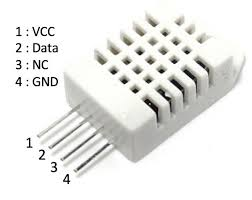 1 : VCC
2 : Data
3 : NC
4 : GND
1
2
3
4